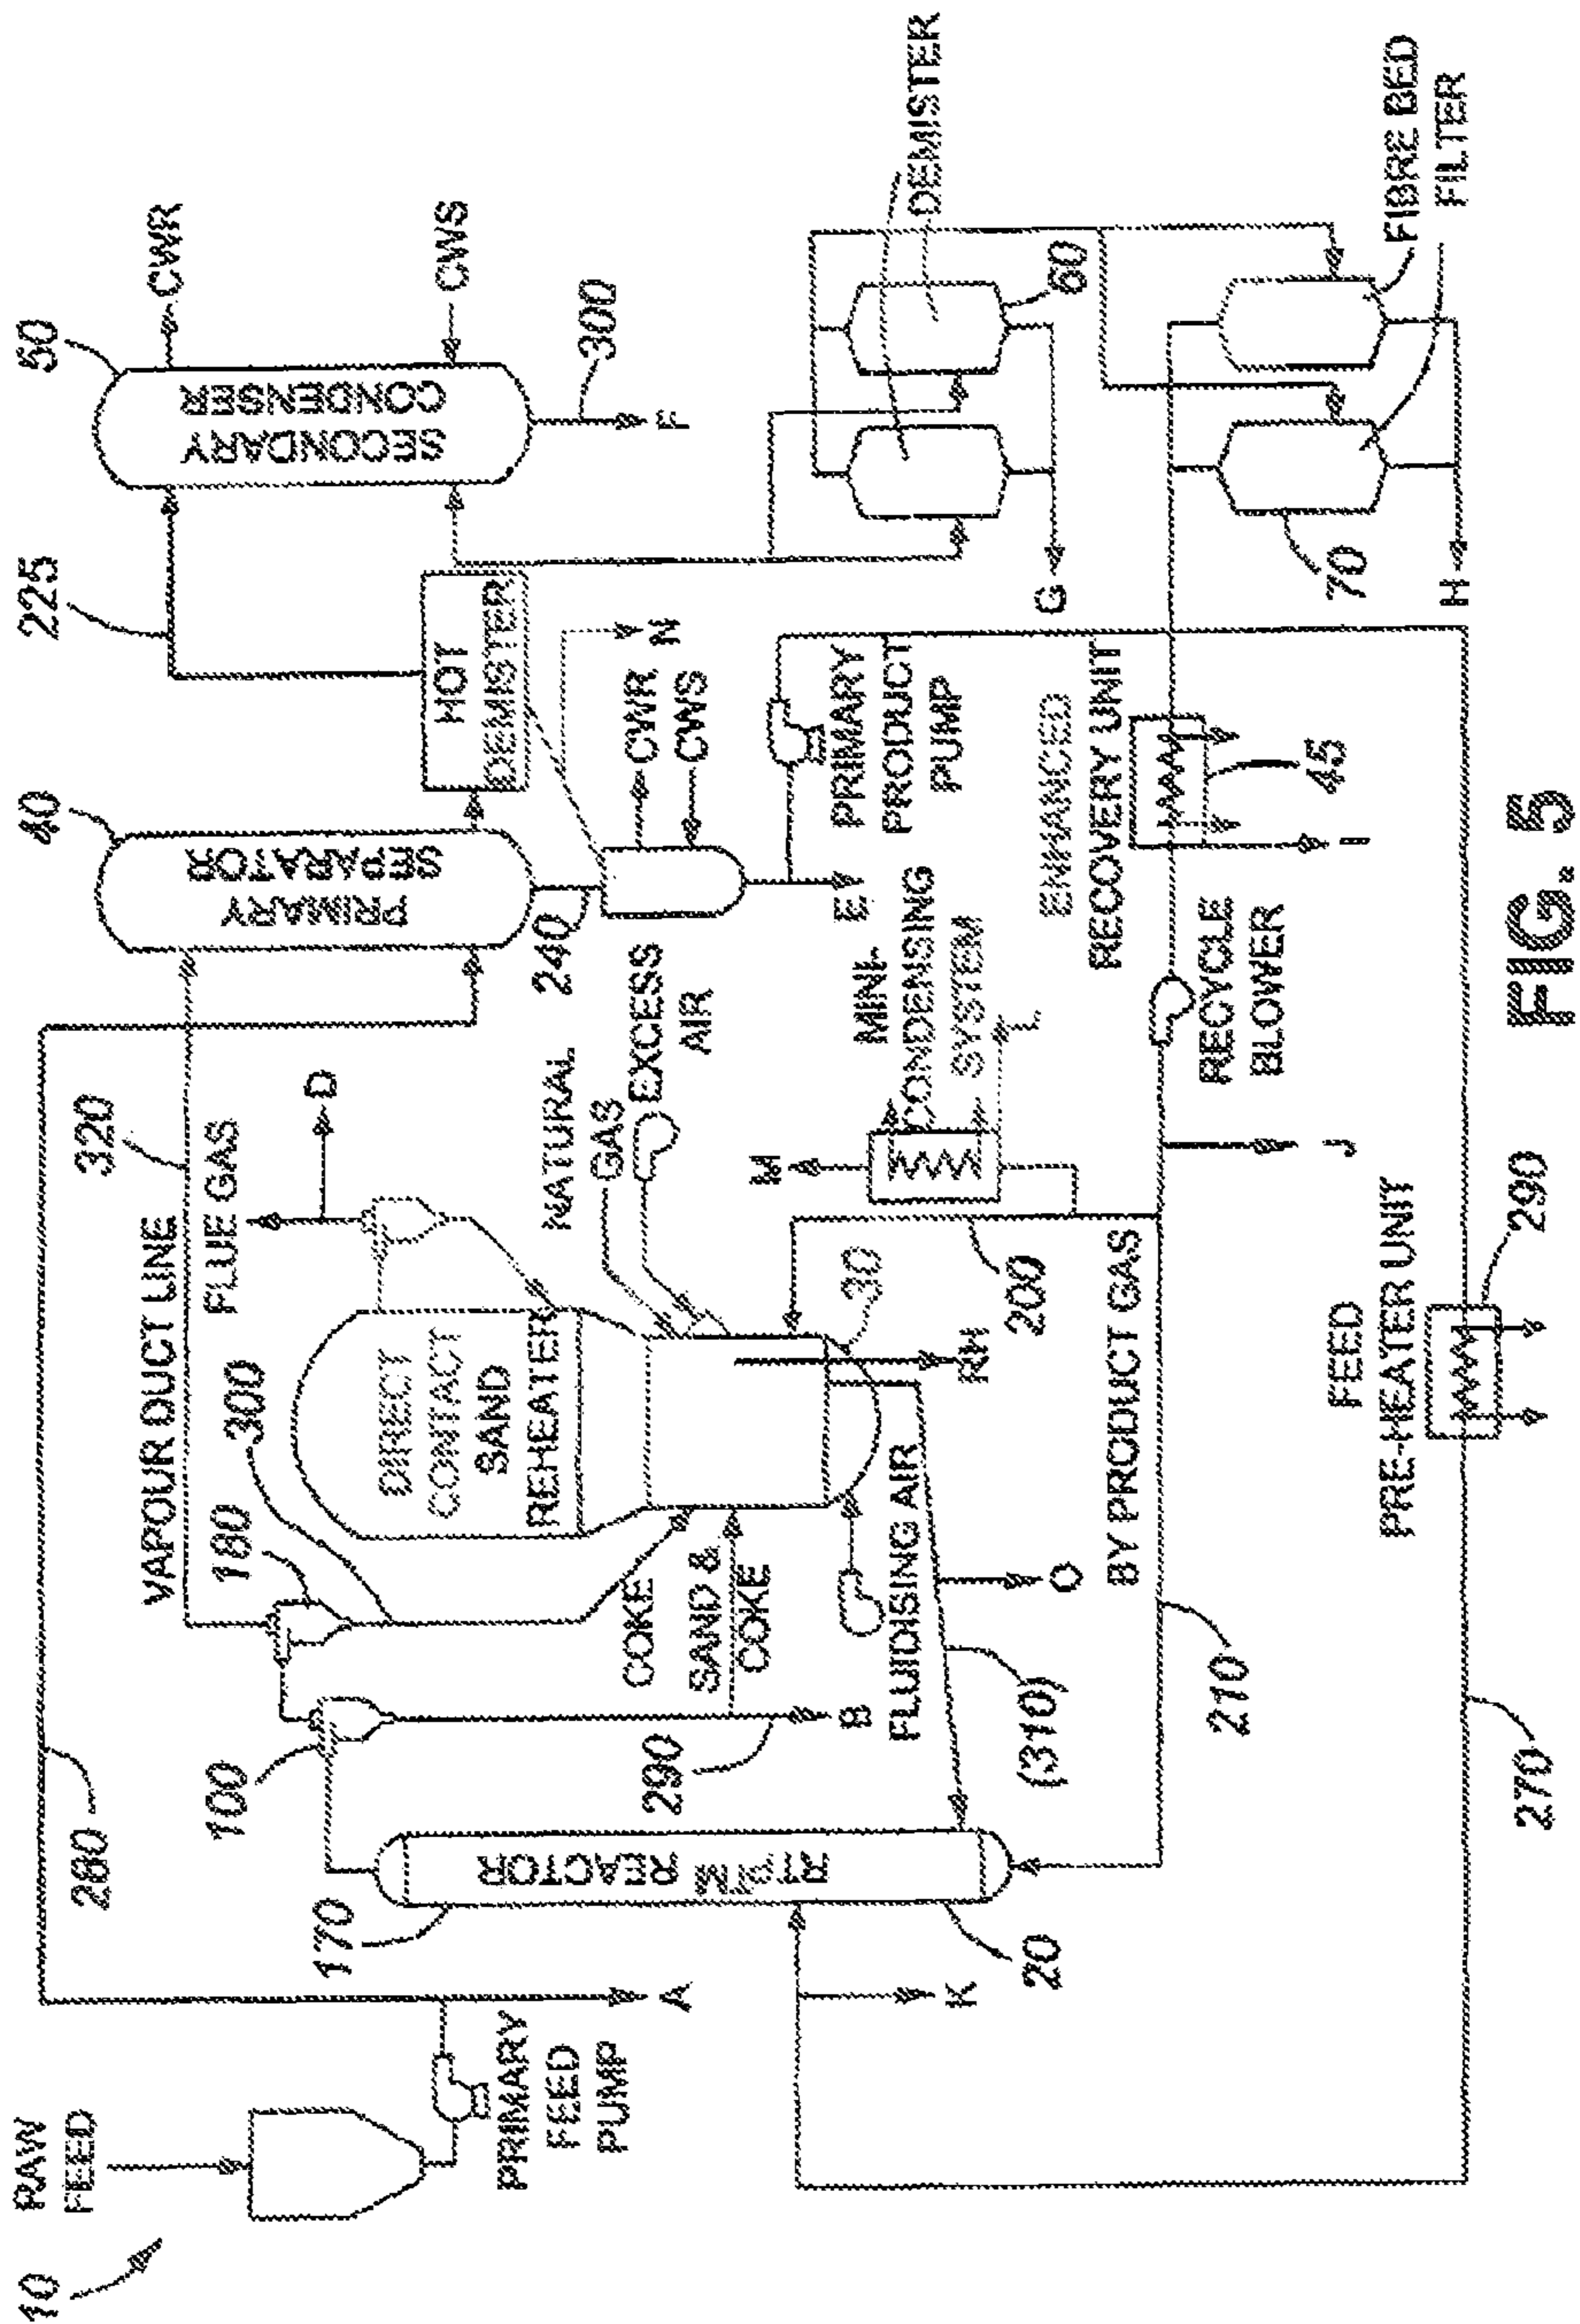 10
RAW
FEED
PRIMARY
FEED
PUMP
A
280
170
RTP™ REACTOR
20
K
100
180
290
B
300
VAPOUR DUCT LINE
320
FLUE GAS
D
DIRECT
CONTACT
SAND
REHEATER
COKE
SAND &
COKE
NATURAL
GAS
EXCESS
AIR
30
RH
FLUIDISING AIR
O
(310)
200
BY PRODUCT GAS
210
M
MINI-
CONDENSING
SYSTEM
L
40
PRIMARY
SEPARATOR
240
HOT
DEMISTER
225
50
SECONDARY
CONDENSER
CWR
CWS
300
F
N
CWR
CWS
E
PRIMARY
PRODUCT
PUMP
DEMISTER
60
G
FIBRE BED
FILTER
70
H
ENHANCED
RECOVERY UNIT
45
I
RECYCLE
BLOWER
J
FEED
PRE-HEATER UNIT
290
270
FIG. 5